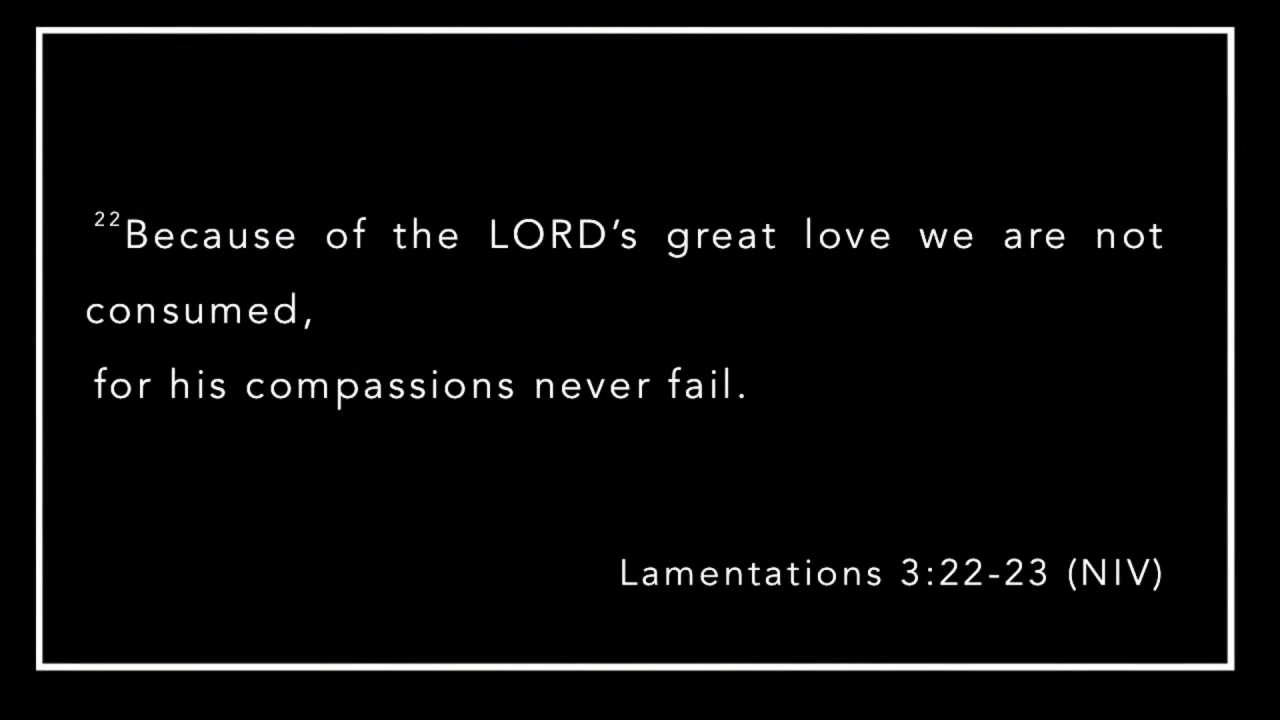 22Because of the LORD’s great love we are not
consumed,
for his compassions never fail.
Lamentations 3:22-23 (NIV)